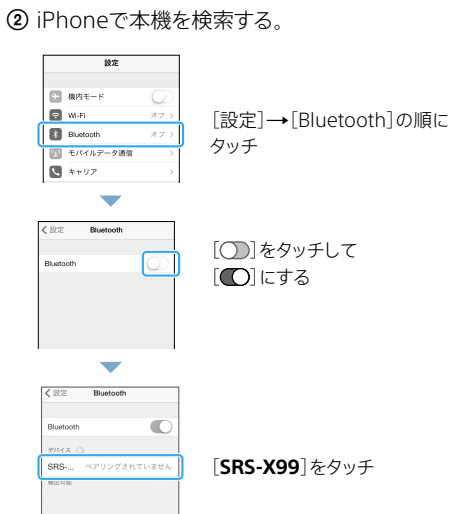 ② iPhoneで本機を検索する。
設定
機内モード
Wi-Fi オフ
Bluetooth オフ
モバイルデータ通信
キャリア
[設定]→[Bluetooth]の順に
タッチ
設定 Bluetooth
Bluetooth
[ ]をタッチして
[ ]にする
設定 Bluetooth
Bluetooth
デバイス
SRS-... ペアリングされていません
検出可能
[SRS-X99]をタッチ